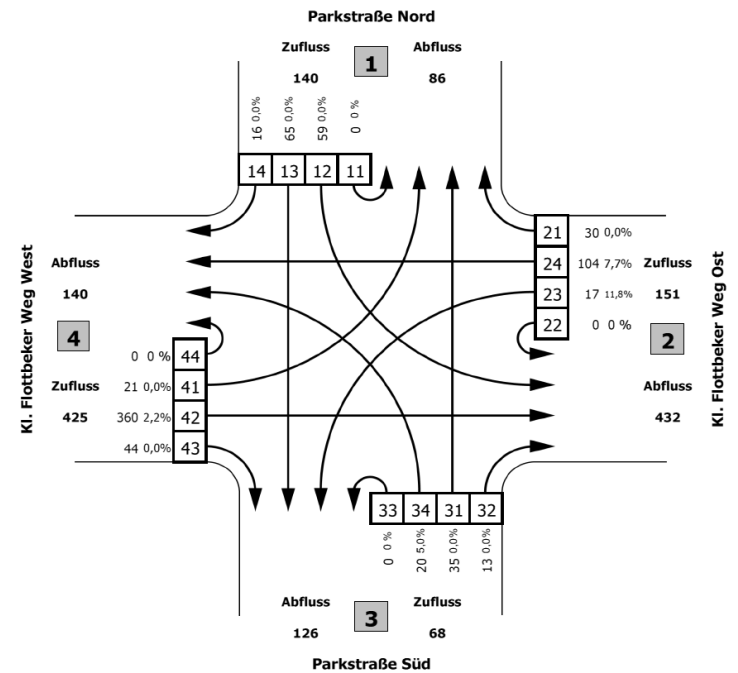 Parkstraße Nord
Zufluss 1 Abfluss
140 86
16 0,0% 65 0,0% 59 0,0% 0 0 %
14 13 12 11
21 30 0,0%
24 104 7,7% Zufluss
23 17 11,8% 151
22 0 0 %
2
Abfluss
432
Kl. Flottbeker Weg Ost
Kl. Flottbeker Weg West
Abfluss
140
4
0 0 % 44
Zufluss 21 0,0% 41
425 360 2,2% 42
44 0,0% 43
33 34 31 32
0 0 % 20 5,0% 35 0,0% 13 0,0%
Abfluss 3 Zufluss
126 68
Parkstraße Süd